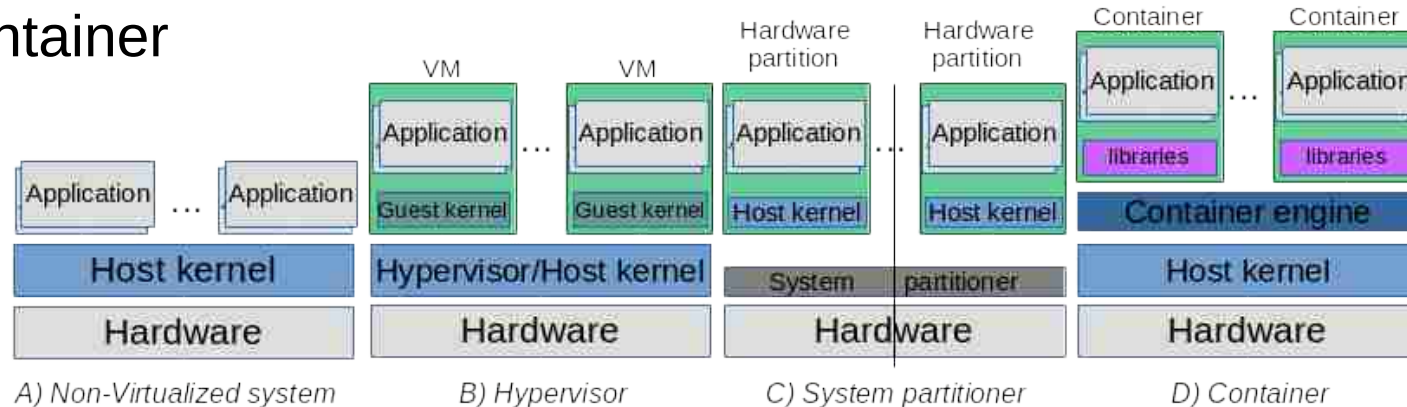 ntainer
Application
...
Application
Host kernel
Hardware
A) Non-Virtualized system
VM
VM
Application
...
Application
Guest kernel
Guest kernel
Hypervisor/Host kernel
Hardware
B) Hypervisor
Hardware
partition
Hardware
partition
Application
...
Application
Host kernel
Host kernel
System partitioner
Hardware
C) System partitioner
Container
Container
Application
...
Application
libraries
libraries
Container engine
Host kernel
Hardware
D) Container